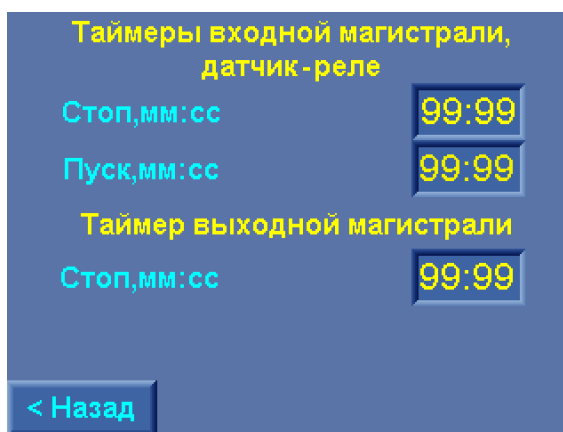 Таймеры входной магистрали,
датчик-реле
Стоп,мм:сс 99:99
Пуск,мм:сс 99:99
Таймер выходной магистрали
Стоп,мм:сс 99:99
< Назад